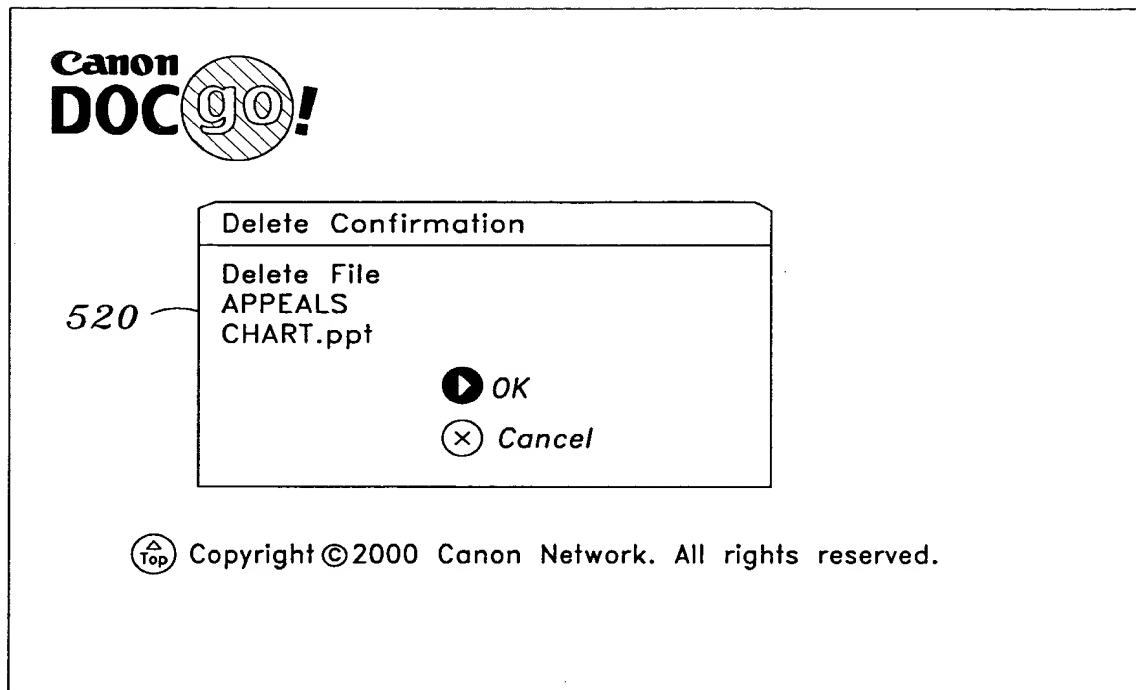 Canon
DOC go!
Delete Confirmation
Delete File
APPEALS
CHART.ppt
520
OK
Cancel
Top Copyright ©2000 Canon Network. All rights reserved.